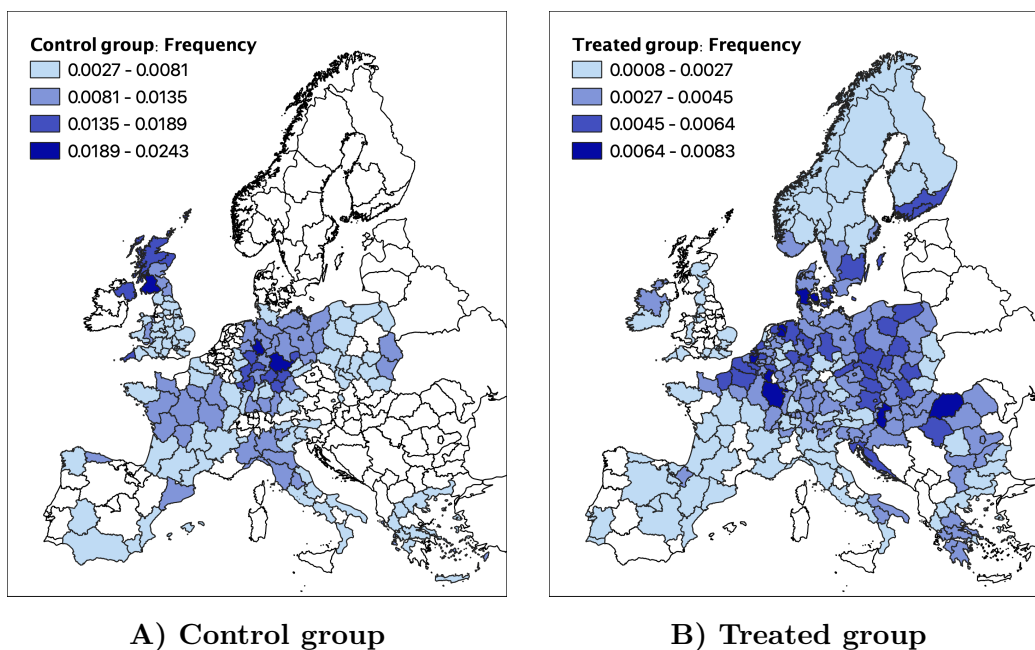 Control group: Frequency
0.0027 - 0.0081
0.0081 - 0.0135
0.0135 - 0.0189
0.0189 - 0.0243
Treated group: Frequency
0.0008 - 0.0027
0.0027 - 0.0045
0.0045 - 0.0064
0.0064 - 0.0083
A) Control group
B) Treated group